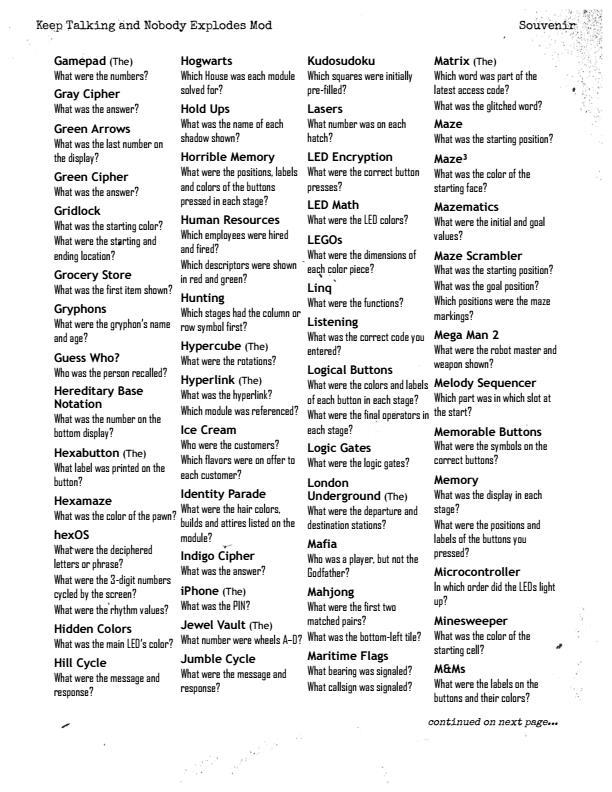 Keep Talking and Nobody Explodes Mod
Souvenir
Gamepad (The)
What were the numbers?
Gray Cipher
What was the answer?
Green Arrows
What was the last number on
the display?
Green Cipher
What was the answer?
Gridlock
What was the starting color?
What were the starting and
ending location?
Grocery Store
What was the first item shown?
Gryphons
What were the gryphon's name
and age?
Guess Who?
Who was the person recalled?
Hereditary Base
Notation
What was the number on the
bottom display?
Hexabutton (The)
What label was printed on the
button?
Hexamaze
What was the color of the pawn?
hexOS
What were the deciphered
letters or phrase?
What were the 3-digit numbers
cycled by the screen?
What were the rhythm values?
Hidden Colors
What was the main LED's color?
Hill Cycle
What were the message and
response?
Hogwarts
Which House was each module
solved for?
Hold Ups
What was the name of each
shadow shown?
Horrible Memory
What were the positions, labels
and colors of the buttons
pressed in each stage?
Human Resources
Which employees were hired
and fired?
Which descriptors were shown
in red and green?
Hunting
Which stages had the column or
row symbol first?
Hypercube (The)
What were the rotations?
Hyperlink (The)
What was the hyperlink?
Which module was referenced?
Ice Cream
Who were the customers?
Which flavors were on offer to
each customer?
Identity Parade
What were the hair colors,
builds and attires listed on the
module?
Indigo Cipher
What was the answer?
iPhone (The)
What was the PIN?
Jewel Vault (The)
What number were wheels A–D?
Jumble Cycle
What were the message and
response?
Kudosudoku
Which squares were initially
pre-filled?
Lasers
What number was on each
hatch?
LED Encryption
What were the correct button
presses?
LED Math
What were the LED colors?
LEGOs
What were the dimensions of
each color piece?
Linq
What were the functions?
Listening
What was the correct code you
entered?
Logical Buttons
What were the colors and labels
of each button in each stage?
What were the final operators in
each stage?
Logic Gates
What were the logic gates?
London
Underground (The)
What were the departure and
destination stations?
Mafia
Who was a player, but not the
Godfather?
Mahjong
What were the first two
matched pairs?
What was the bottom-left tile?
Maritime Flags
What bearing was signaled?
What callsign was signaled?
Matrix (The)
Which word was part of the
latest access code?
What was the glitched word?
Maze
What was the starting position?
Maze³
What was the color of the
starting face?
Mazematics
What were the initial and goal
values?
Maze Scrambler
What was the starting position?
What was the goal position?
Which positions were the maze
markings?
Mega Man 2
What were the robot master and
weapon shown?
Melody Sequencer
Which part was in which slot at
the start?
Memorable Buttons
What were the symbols on the
correct buttons?
Memory
What was the display in each
stage?
What were the positions and
labels of the buttons you
pressed?
Microcontroller
In which order did the LEDs light
up?
Minesweeper
What was the color of the
starting cell?
M&Ms
What were the labels on the
buttons and their colors?
continued on next page...